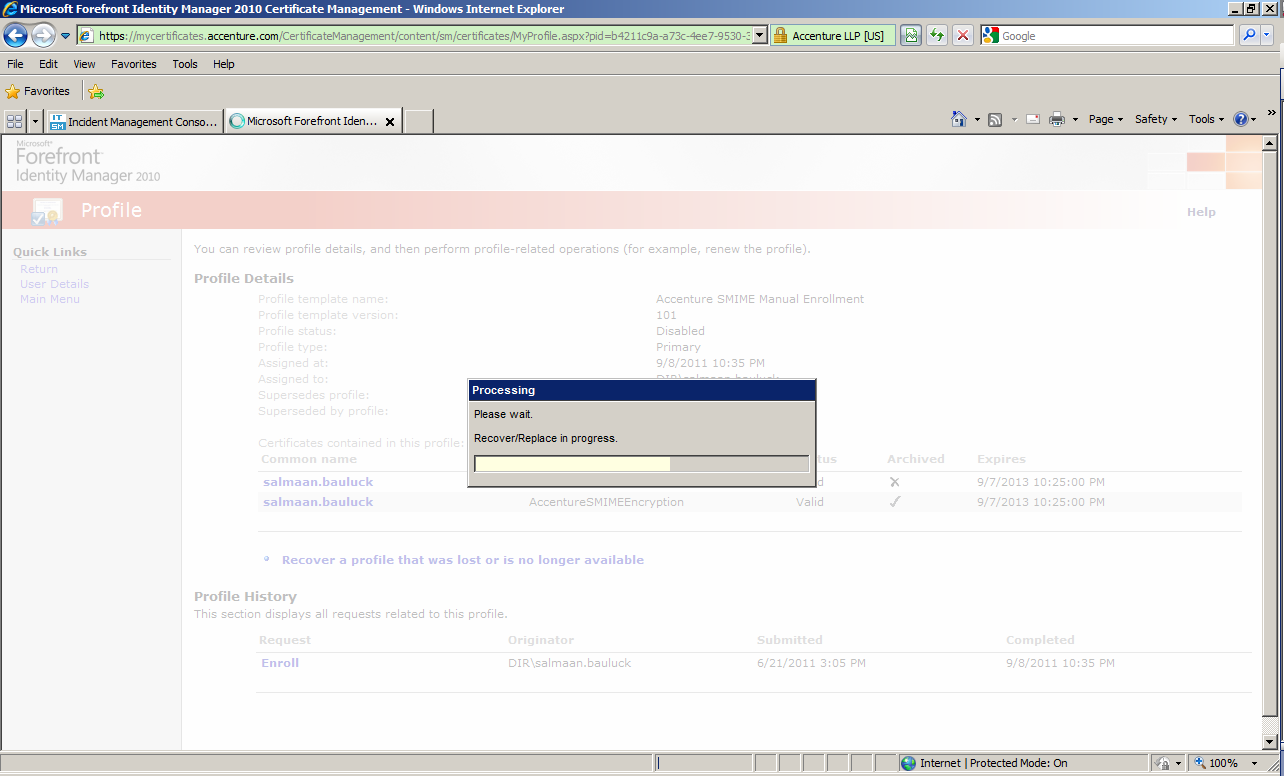 Microsoft Forefront Identity Manager 2010 Certificate Management - Windows Internet Explorer
https://mycertificates.accenture.com/CertificateManagement/content/sm/certificates/MyProfile.aspx?pid=b4211c9a-a73c-4ee7-9530-3
Accenture LLP [US]
Google
File Edit View Favorites Tools Help
Favorites
Incident Management Conso...
Microsoft Forefront Iden...
Page Safety Tools
Microsoft®
Forefront
Identity Manager 2010
Profile
Help
Quick Links
Return
User Details
Main Menu
You can review profile details, and then perform profile-related operations (for example, renew the profile).
Profile Details
Profile template name: Accenture SMIME Manual Enrollment
Profile template version: 101
Profile status: Disabled
Profile type: Primary
Assigned at: 9/8/2011 10:35 PM
Assigned to: DIR\salmaan.bauluck
Supersedes profile:
Superseded by profile:
Processing
Please wait.
Recover/Replace in progress.
Certificates contained in this profile:
Common name Archived Expires
salmaan.bauluck 9/7/2013 10:25:00 PM
salmaan.bauluck AccentureSMIMEEncryption Valid 9/7/2013 10:25:00 PM
Recover a profile that was lost or is no longer available
Profile History
This section displays all requests related to this profile.
Request Originator Submitted Completed
Enroll DIR\salmaan.bauluck 6/21/2011 3:05 PM 9/8/2011 10:35 PM
Internet | Protected Mode: On
100%